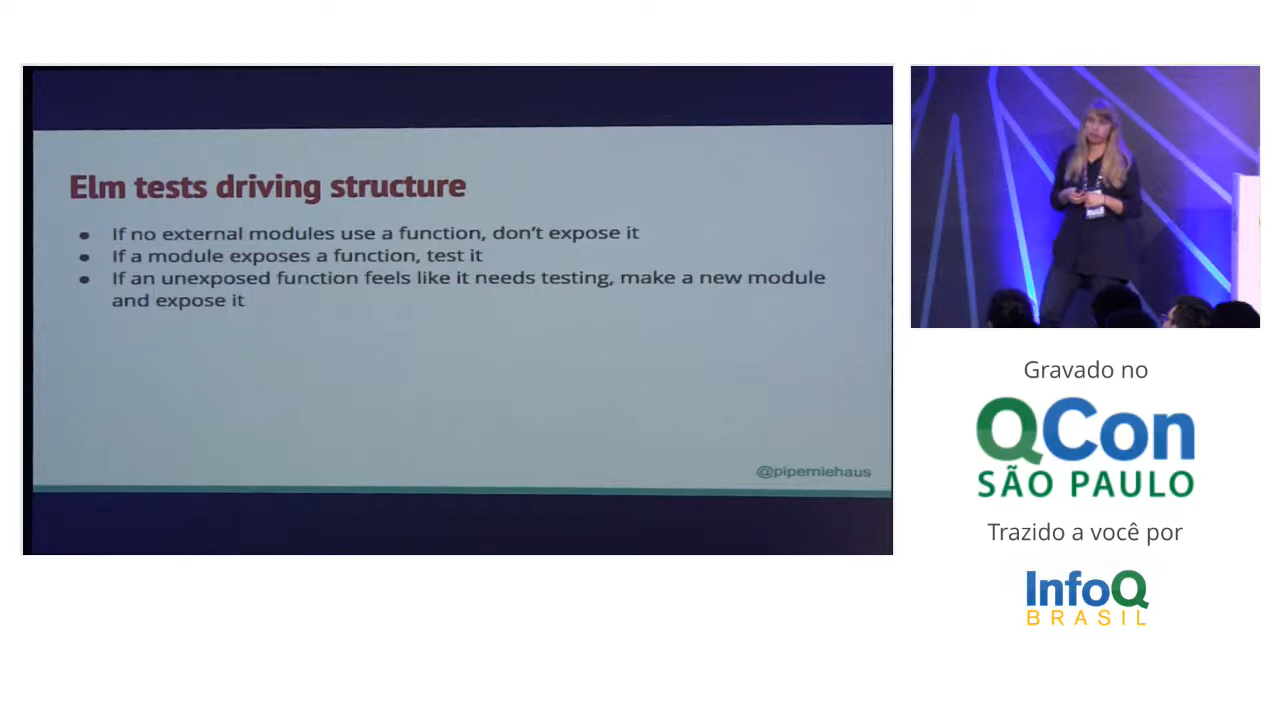 Elm tests driving structure
● If no external modules use a function, don't expose it
● If a module exposes a function, test it
● If an unexposed function feels like it needs testing, make a new module
and expose it
@piperniehaus
Gravado no
QCon
SÃO PAULO
Trazido a você por
InfoQ
BRASIL